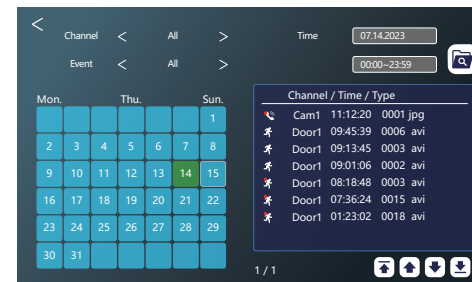 <
Channel < All > Time 07.14.2023
Event < All > 00:00~23:59
Mon. Thu. Sun.
1
2 3 4 5 6 7 8
9 10 11 12 13 14 15
16 17 18 19 20 21 22
23 24 25 26 27 28 29
30 31
Channel / Time / Type
Cam1 11:12:20 0001 jpg
Door1 09:45:39 0006 avi
Door1 09:13:45 0003 avi
Door1 09:01:06 0002 avi
Door1 08:18:48 0003 avi
Door1 07:36:24 0015 avi
Door1 01:23:02 0018 avi
1 / 1